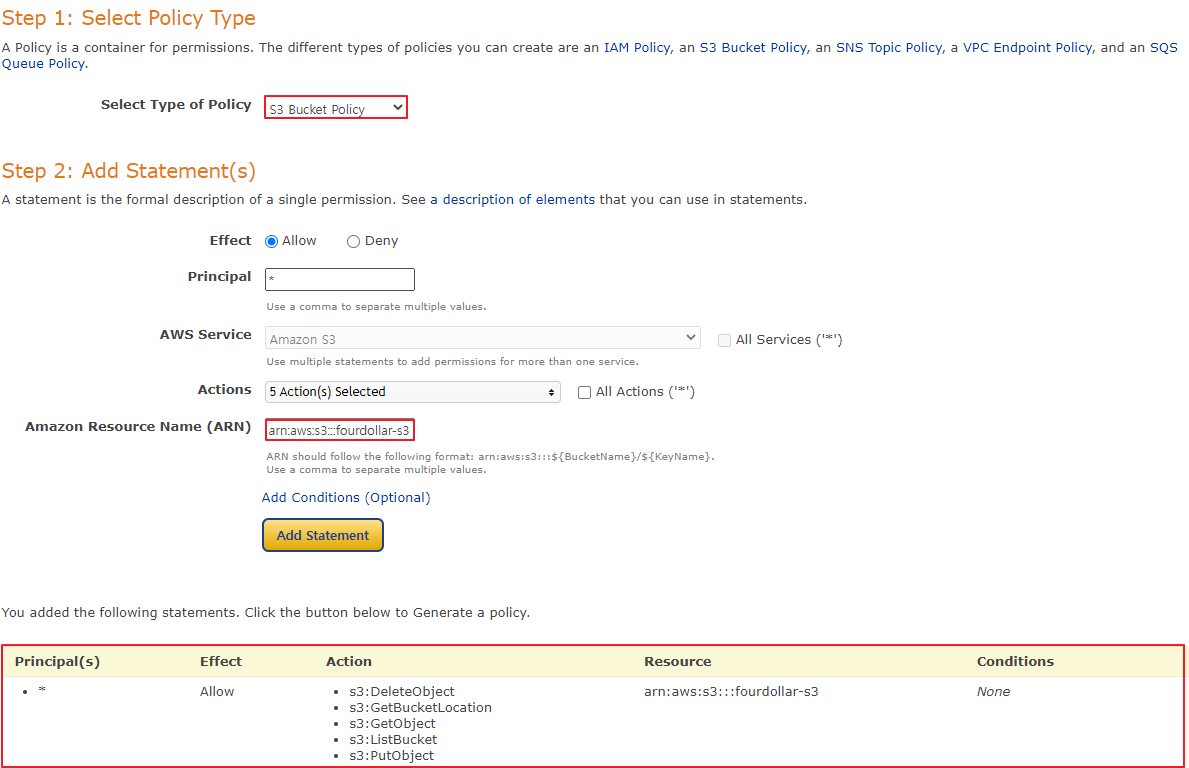 Step 1: Select Policy Type
A Policy is a container for permissions. The different types of policies you can create are an IAM Policy, an S3 Bucket Policy, an SNS Topic Policy, a VPC Endpoint Policy, and an SQS
Queue Policy.
Select Type of Policy S3 Bucket Policy
Step 2: Add Statement(s)
A statement is the formal description of a single permission. See a description of elements that you can use in statements.
Effect Allow Deny
Principal *
Use a comma to separate multiple values.
AWS Service Amazon S3 All Services ('*')
Use multiple statements to add permissions for more than one service.
Actions 5 Action(s) Selected All Actions ('*')
Amazon Resource Name (ARN) arn:aws:s3:::fourdollar-s3
ARN should follow the following format: arn:aws:s3:::${BucketName}/${KeyName}.
Use a comma to separate multiple values.
Add Conditions (Optional)
Add Statement
You added the following statements. Click the button below to Generate a policy.
Principal(s) Effect Action Resource Conditions
• * Allow • s3:DeleteObject arn:aws:s3:::fourdollar-s3 None
• s3:GetBucketLocation
• s3:GetObject
• s3:ListBucket
• s3:PutObject